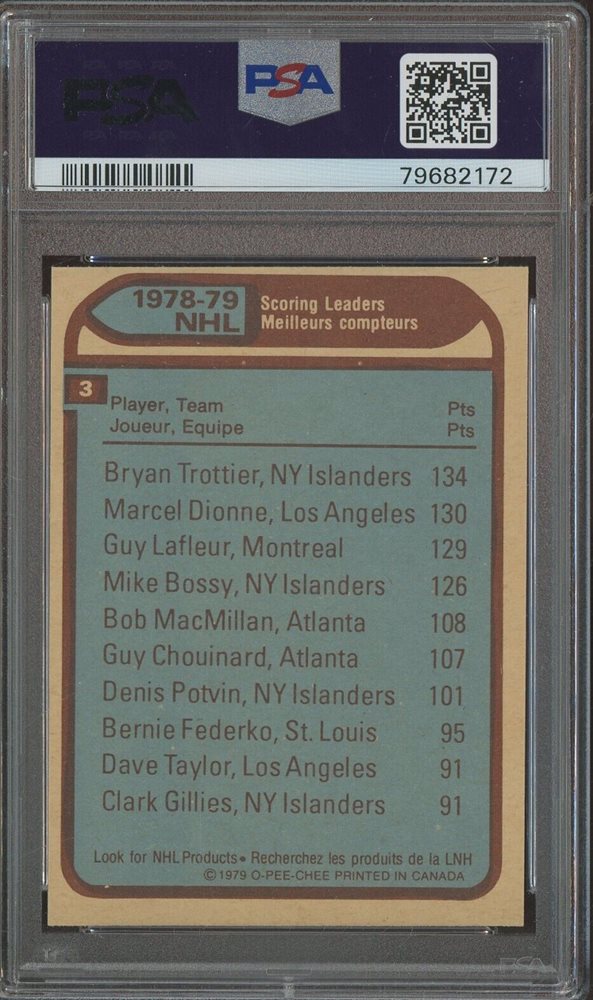 PSA
PSA
79682172
1978-79
NHL
Scoring Leaders
Meilleurs compteurs
3
Player, Team Pts
Joueur, Equipe Pts
Bryan Trottier, NY Islanders 134
Marcel Dionne, Los Angeles 130
Guy Lafleur, Montreal 129
Mike Bossy, NY Islanders 126
Bob MacMillan, Atlanta 108
Guy Chouinard, Atlanta 107
Denis Potvin, NY Islanders 101
Bernie Federko, St. Louis 95
Dave Taylor, Los Angeles 91
Clark Gillies, NY Islanders 91
Look for NHL Products • Recherchez les produits de la LNH
© 1979 O-PEE-CHEE PRINTED IN CANADA